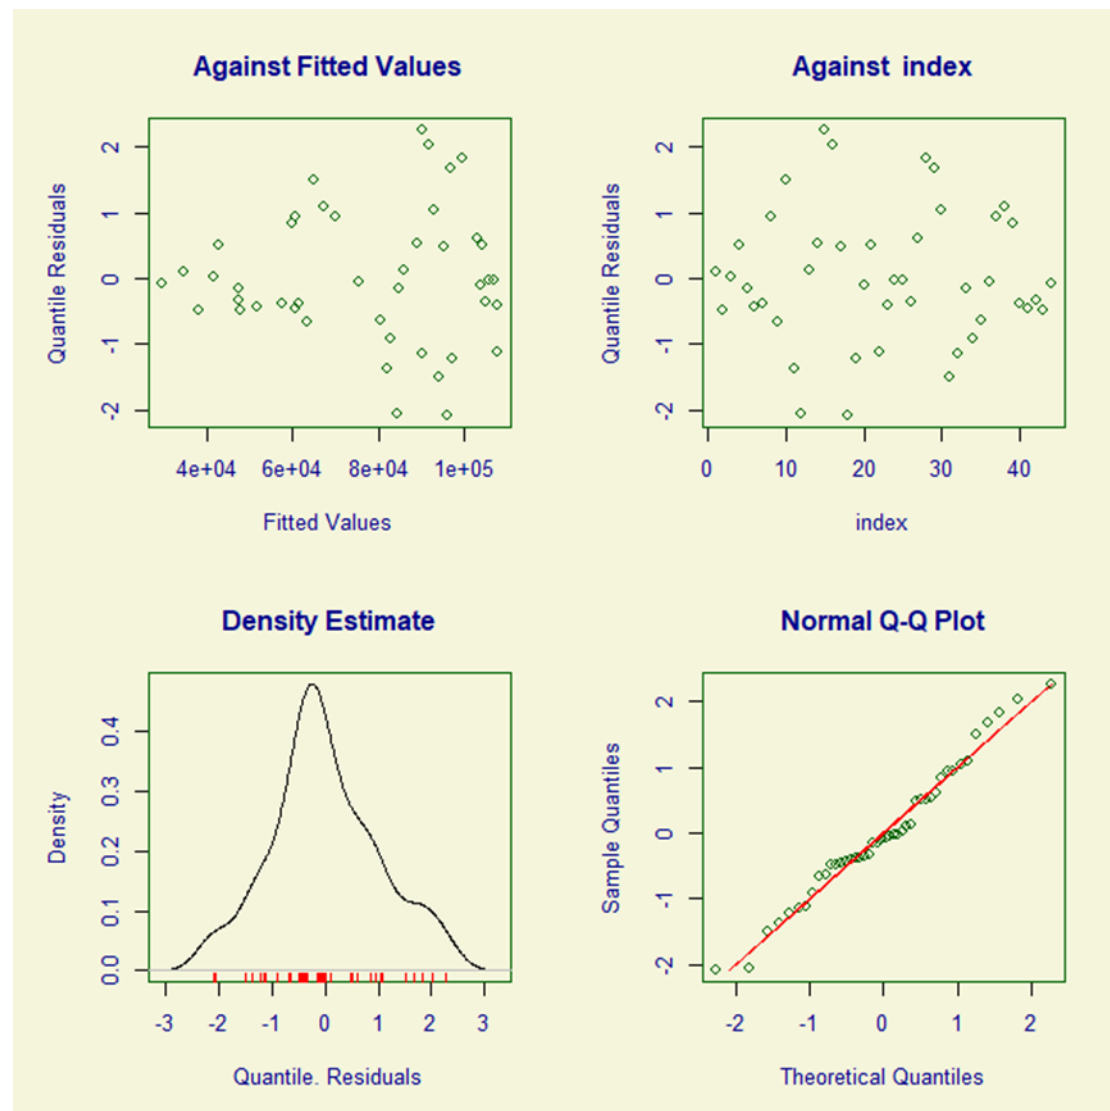 Against Fitted Values
Quantile Residuals
2
1
0
-1
-2
4e+04 6e+04 8e+04 1e+05
Fitted Values
Against index
Quantile Residuals
2
1
0
-1
-2
0 10 20 30 40
index
Density Estimate
Density
0.4
0.3
0.2
0.1
0.0
-3 -2 -1 0 1 2 3
Quantile. Residuals
Normal Q-Q Plot
Sample Quantiles
2
1
0
-1
-2
-2 -1 0 1 2
Theoretical Quantiles